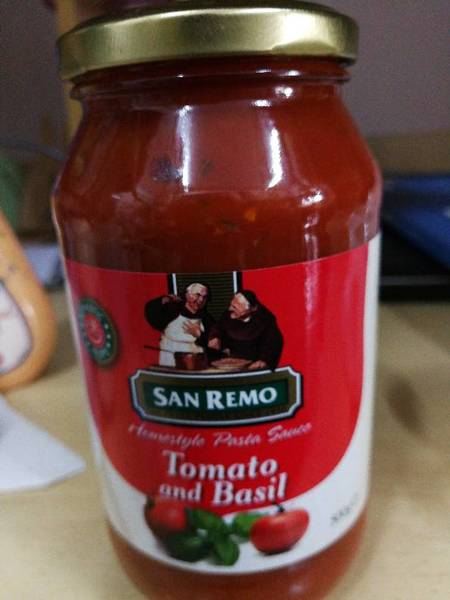 SAN REMO
Homestyle Pasta Sauce
Tomato
and Basil